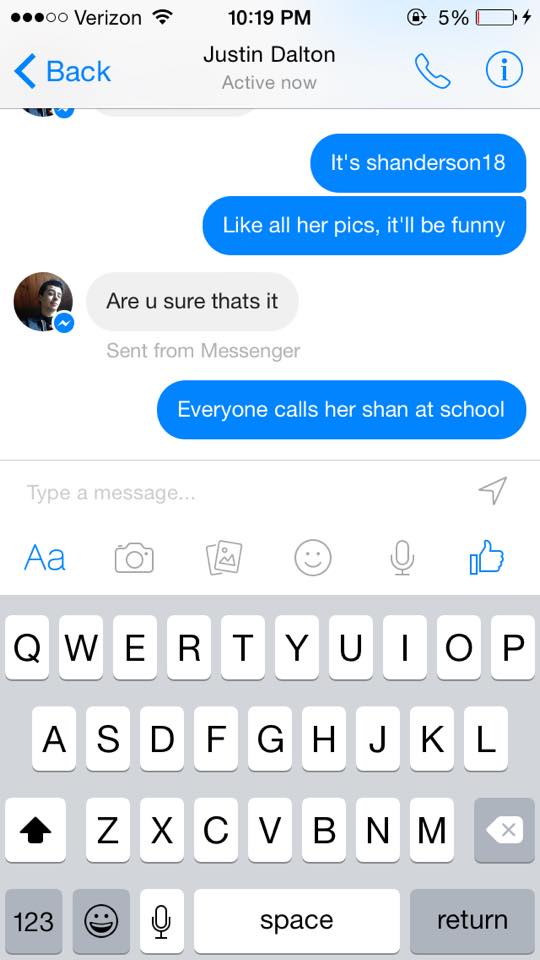 Verizon 10:19 PM 5%
Back Justin Dalton
Active now
It's shanderson18
Like all her pics, it'll be funny
Are u sure thats it
Sent from Messenger
Everyone calls her shan at school
Type a message...
Aa
Q W E R T Y U I O P
A S D F G H J K L
Z X C V B N M
123 space return